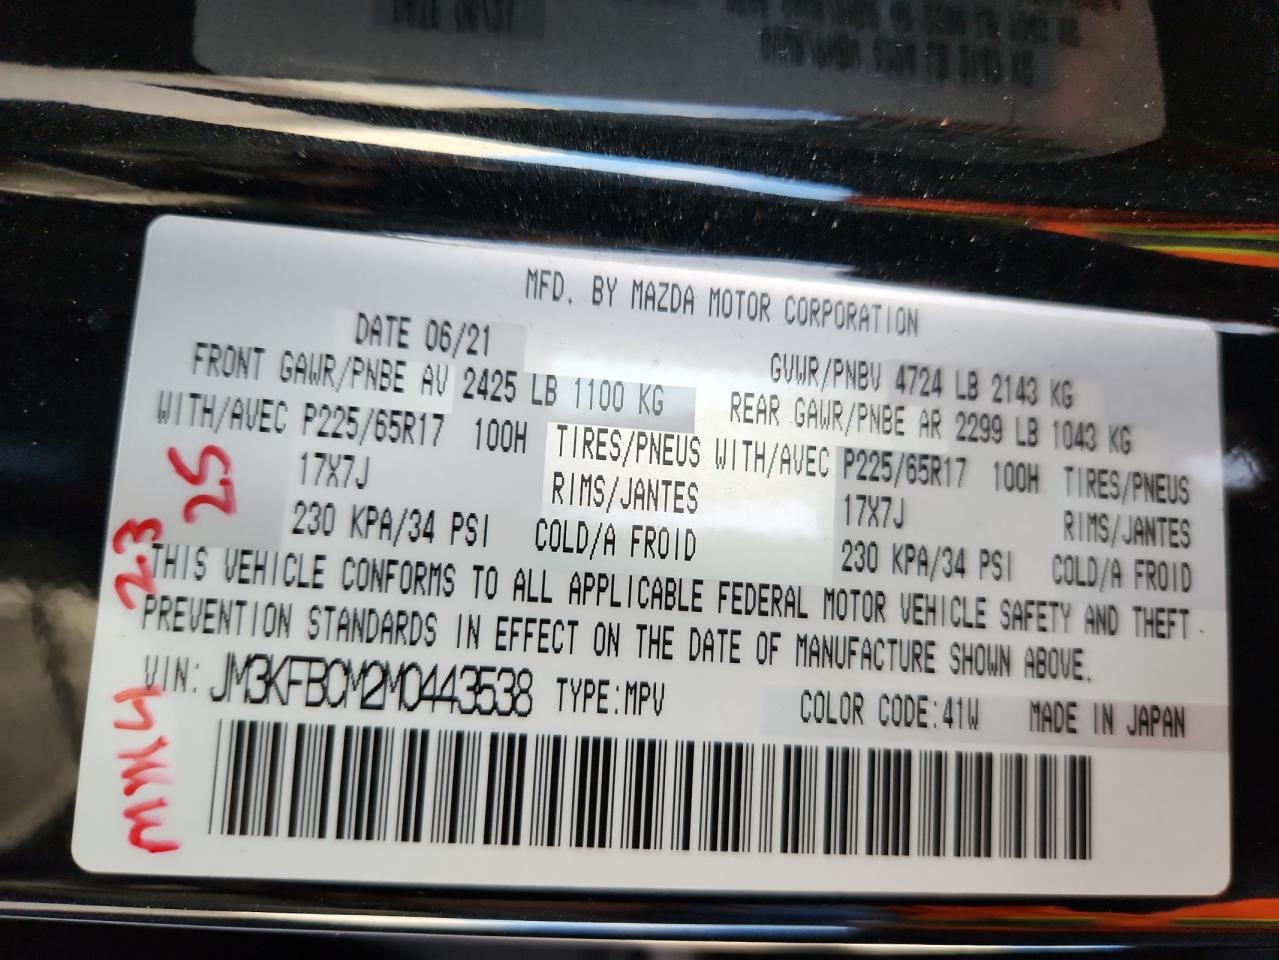 MFD. BY MAZDA MOTOR CORPORATION
DATE 06/21 GVWR/PNBV 4724 LB 2143 KG
FRONT GAWR/PNBE AV 2425 LB 1100 KG REAR GAWR/PNBE AR 2299 LB 1043 KG
WITH/AVEC P225/65R17 100H TIRES/PNEUS WITH/AVEC P225/65R17 100H TIRES/PNEUS
17X7J RIMS/JANTES 17X7J RIMS/JANTES
230 KPA/34 PSI COLD/A FROID 230 KPA/34 PSI COLD/A FROID
THIS VEHICLE CONFORMS TO ALL APPLICABLE FEDERAL MOTOR VEHICLE SAFETY AND THEFT
PREVENTION STANDARDS IN EFFECT ON THE DATE OF MANUFACTURE SHOWN ABOVE.
VIN: JM3KFBCM2M0443538 TYPE:MPV COLOR CODE:41W MADE IN JAPAN
23
25